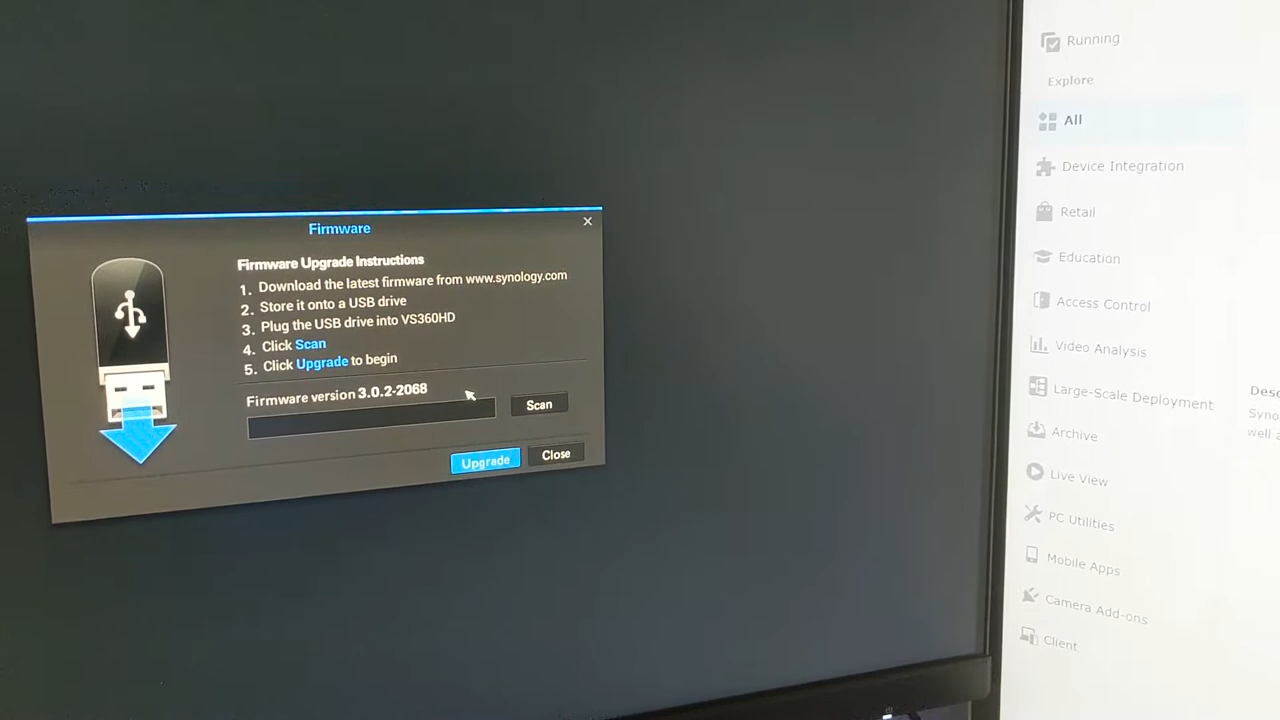 Firmware
Firmware Upgrade Instructions
1. Download the latest firmware from www.synology.com
2. Store it onto a USB drive
3. Plug the USB drive into VS360HD
4. Click Scan
5. Click Upgrade to begin
Firmware version 3.0.2-2068
Scan
Upgrade
Close
Running
Explore
All
Device Integration
Retail
Education
Access Control
Video Analysis
Large-Scale Deployment
Archive
Live View
PC Utilities
Mobile Apps
Camera Add-ons
Client
well a